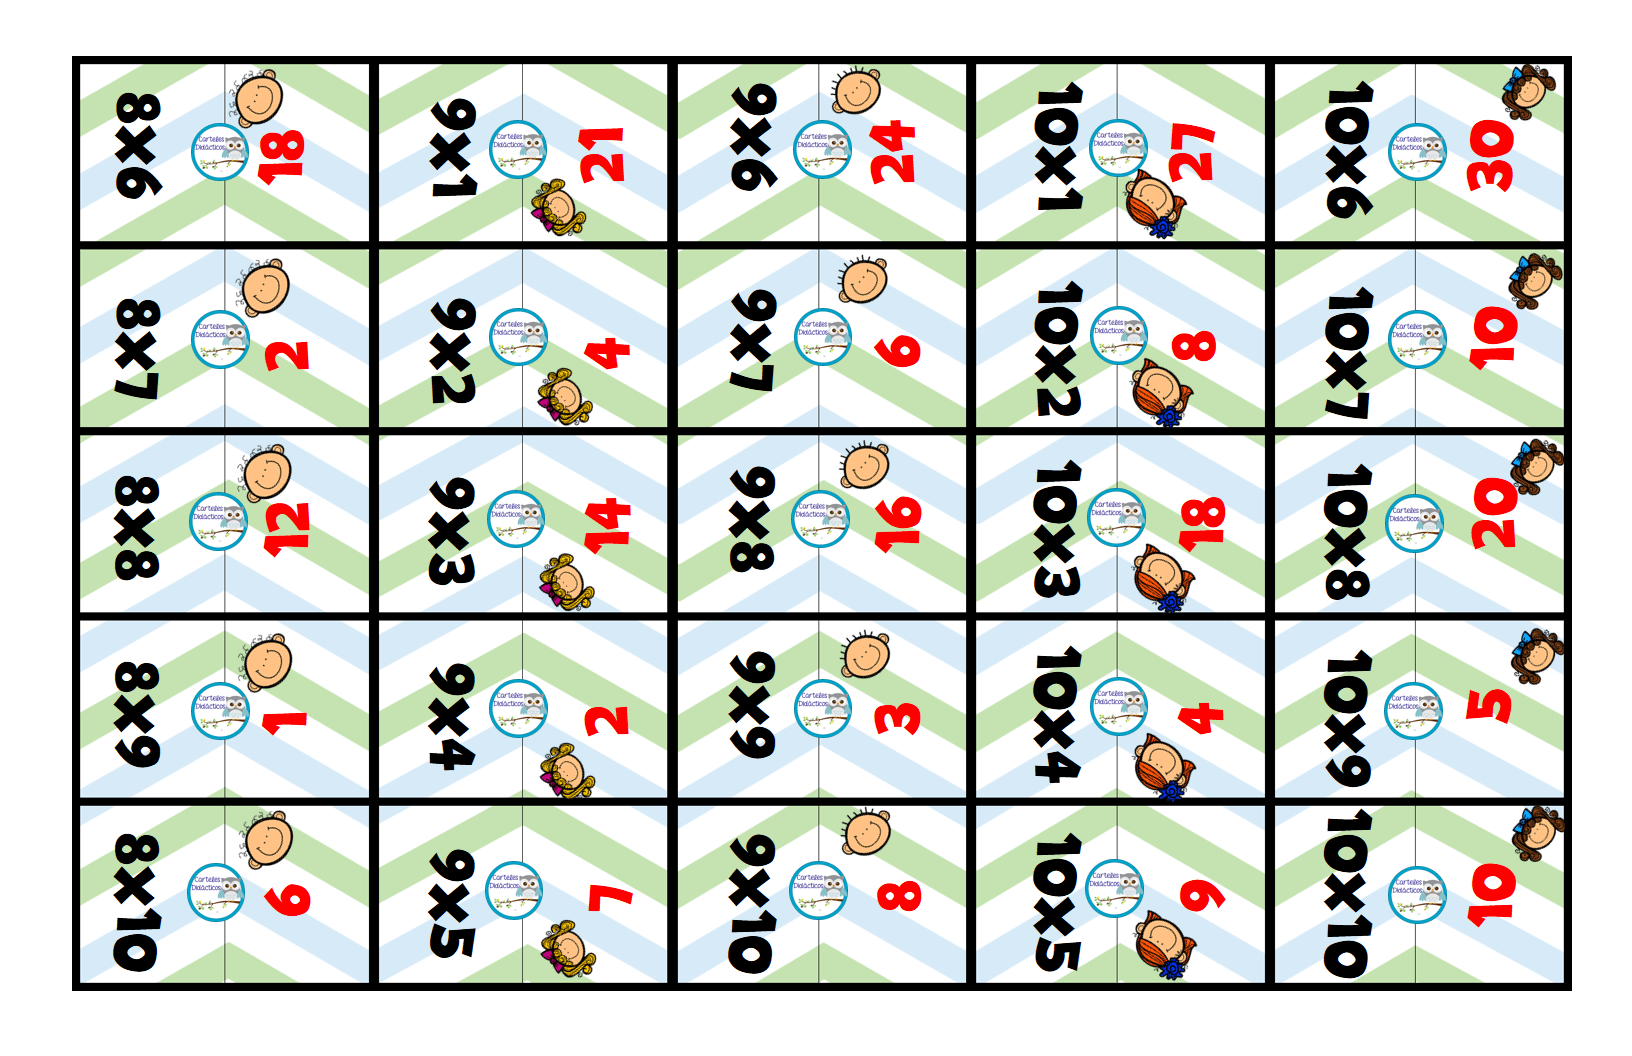 8x6
Carteles
Didácticos
18
9x1
Carteles
Didácticos
21
9x6
Carteles
Didácticos
24
10x1
Carteles
Didácticos
27
10x6
Carteles
Didácticos
30
8x7
Carteles
Didácticos
2
9x2
Carteles
Didácticos
4
9x7
Carteles
Didácticos
6
10x2
Carteles
Didácticos
8
10x7
Carteles
Didácticos
10
8x8
Carteles
Didácticos
12
9x3
Carteles
Didácticos
14
9x8
Carteles
Didácticos
16
10x3
Carteles
Didácticos
18
10x8
Carteles
Didácticos
20
8x9
Carteles
Didácticos
1
9x4
Carteles
Didácticos
2
9x9
Carteles
Didácticos
3
10x4
Carteles
Didácticos
4
10x9
Carteles
Didácticos
5
8x10
Carteles
Didácticos
6
9x5
Carteles
Didácticos
7
9x10
Carteles
Didácticos
8
10x5
Carteles
Didácticos
9
10x10
Carteles
Didácticos
10